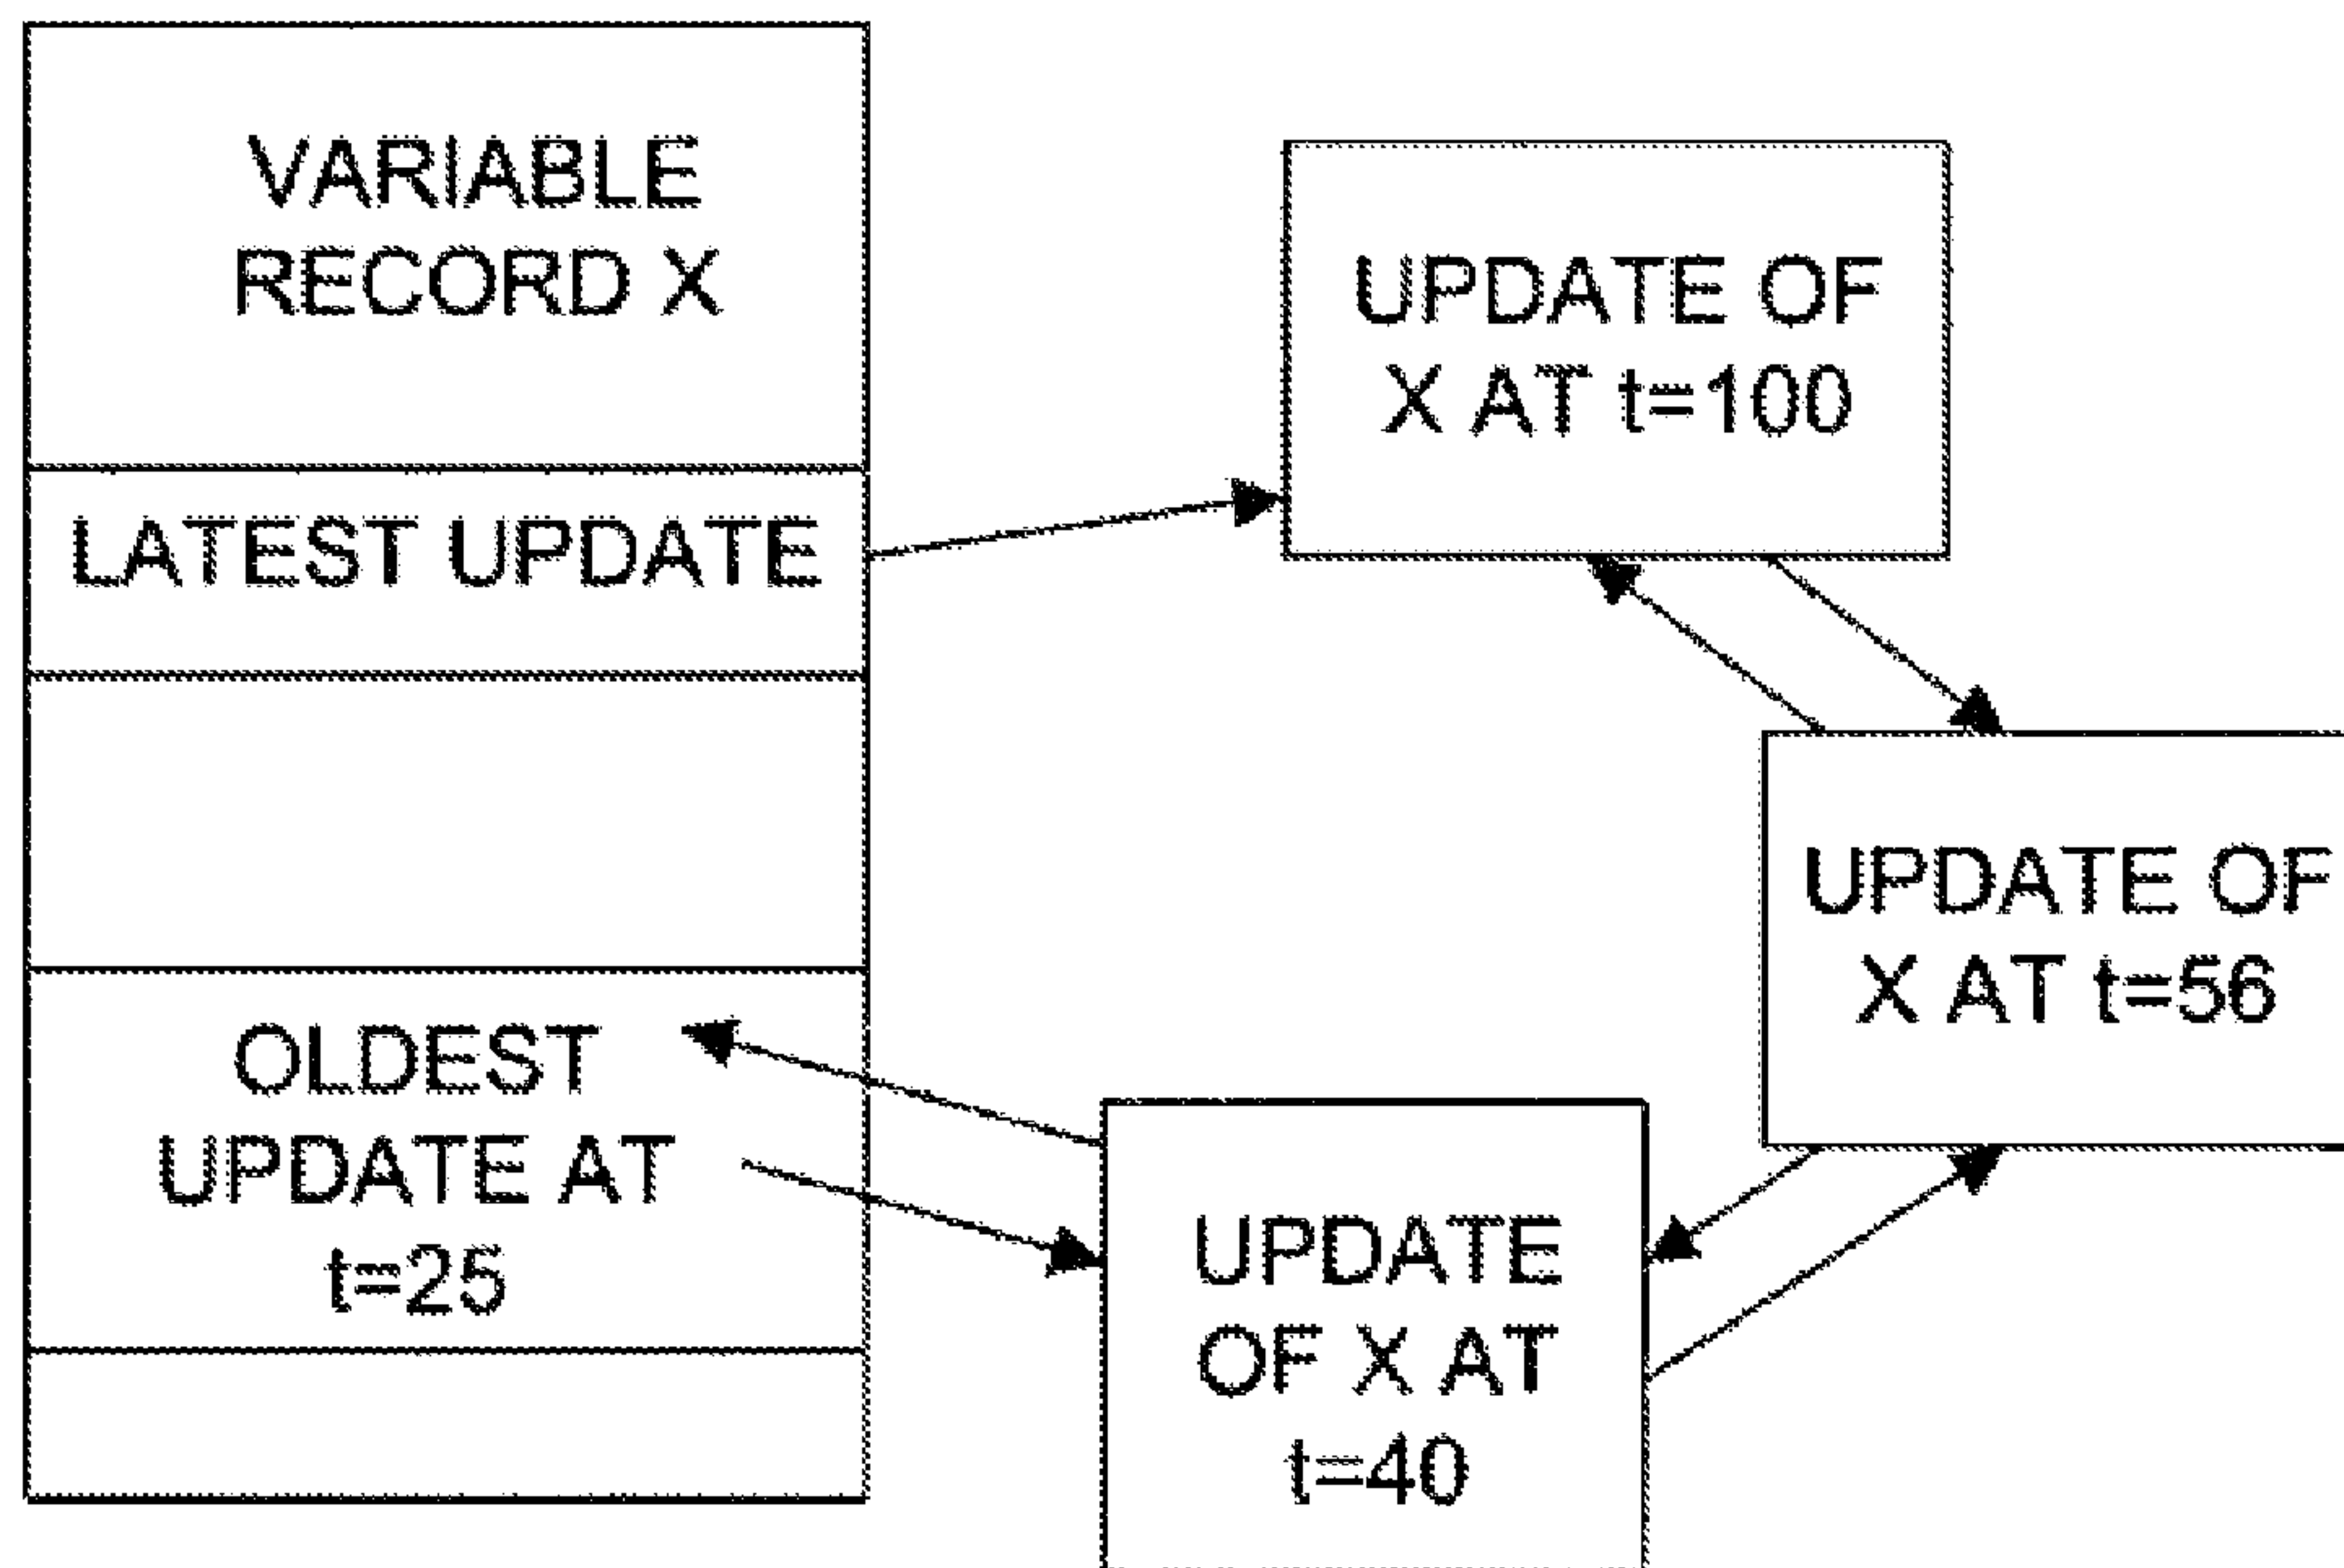 VARIABLE
RECORD X
LATEST UPDATE
OLDEST
UPDATE AT
t=25
UPDATE OF
X AT t=100
UPDATE OF
X AT t=56
UPDATE
OF X AT
t=40